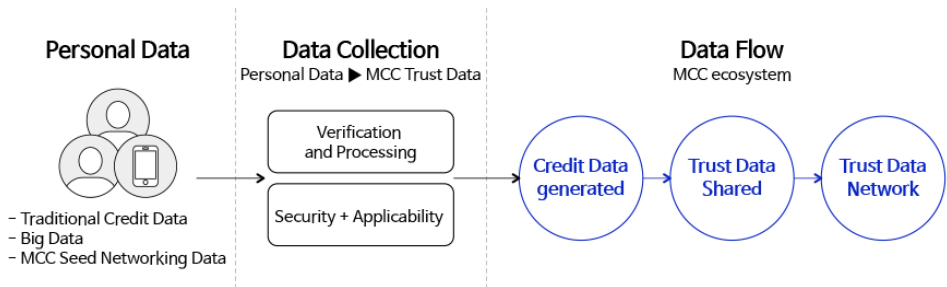 Personal Data
- Traditional Credit Data
- Big Data
- MCC Seed Networking Data
Data Collection
Personal Data ▶ MCC Trust Data
Verification
and Processing
Security + Applicability
Data Flow
MCC ecosystem
Credit Data
generated
Trust Data
Shared
Trust Data
Network